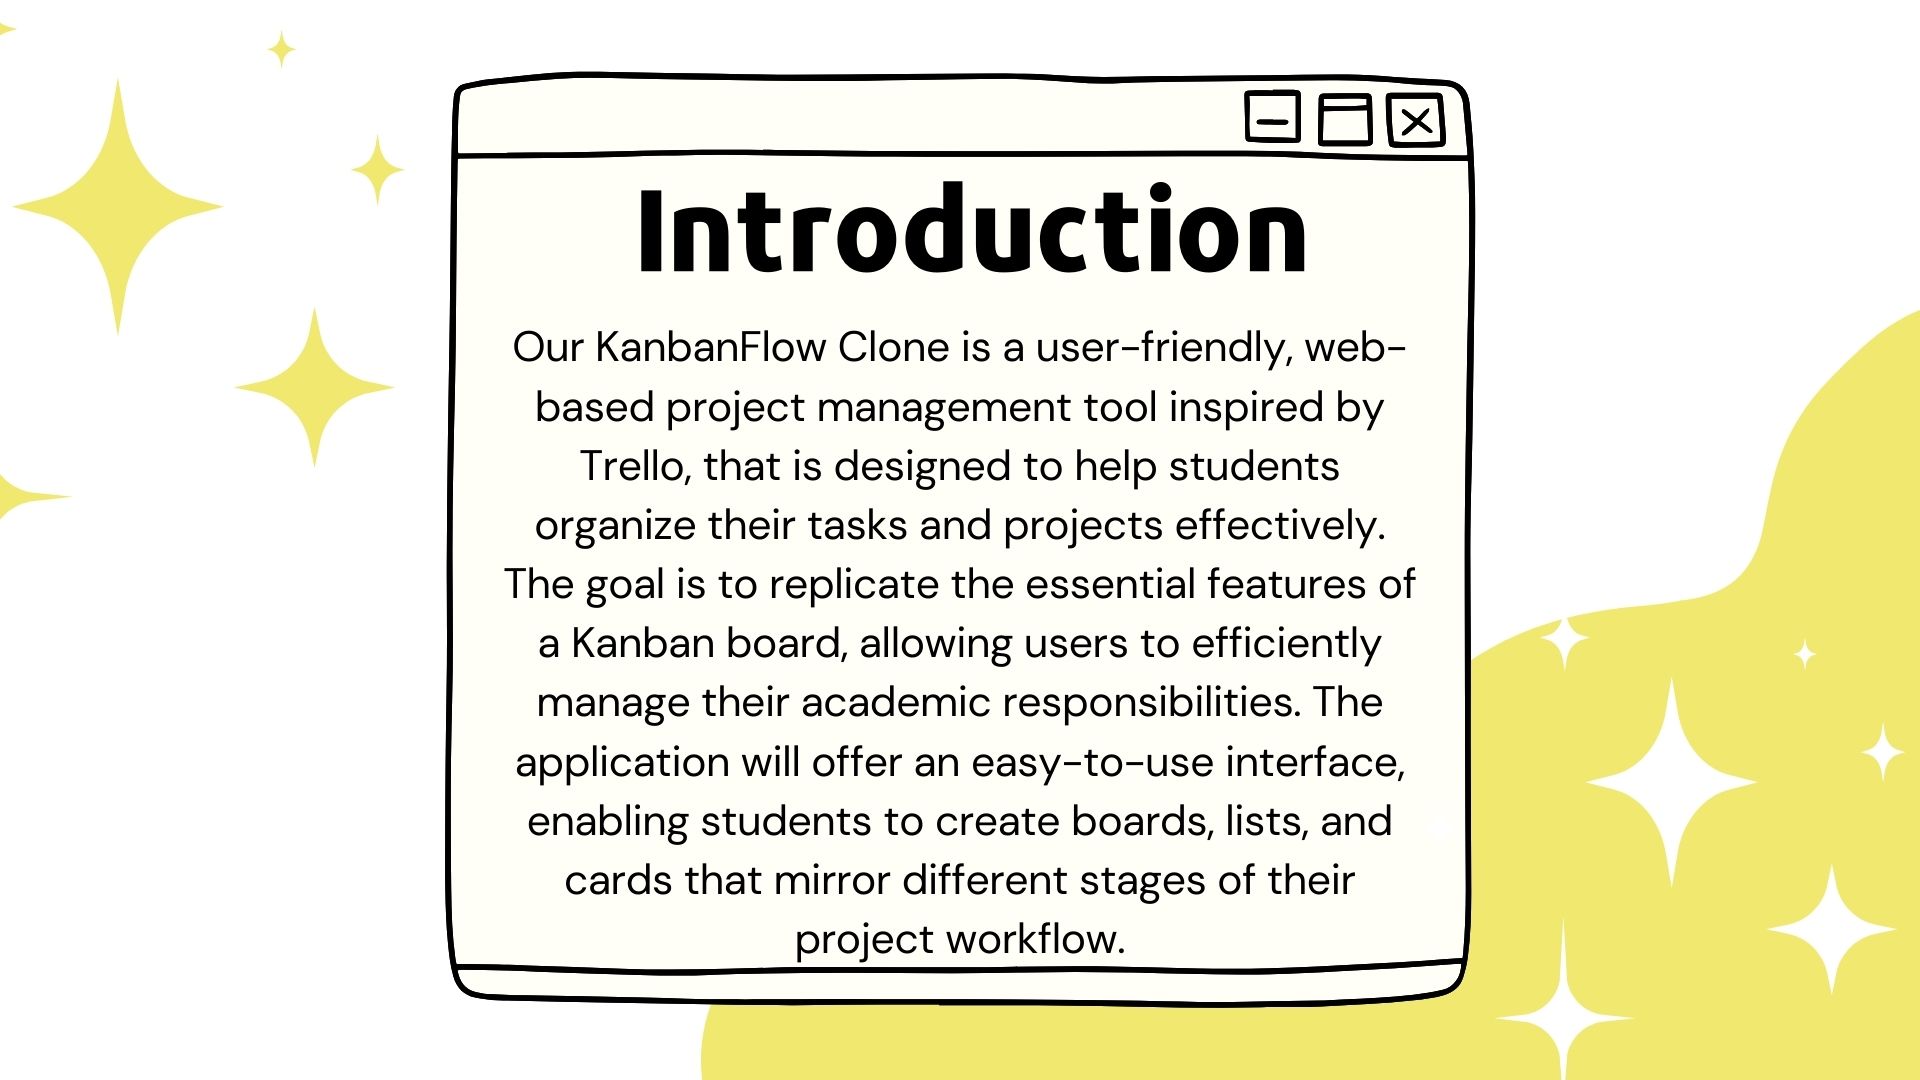 Introduction
Our KanbanFlow Clone is a user-friendly, web-
based project management tool inspired by
Trello, that is designed to help students
organize their tasks and projects effectively.
The goal is to replicate the essential features of
a Kanban board, allowing users to efficiently
manage their academic responsibilities. The
application will offer an easy-to-use interface,
enabling students to create boards, lists, and
cards that mirror different stages of their
project workflow.